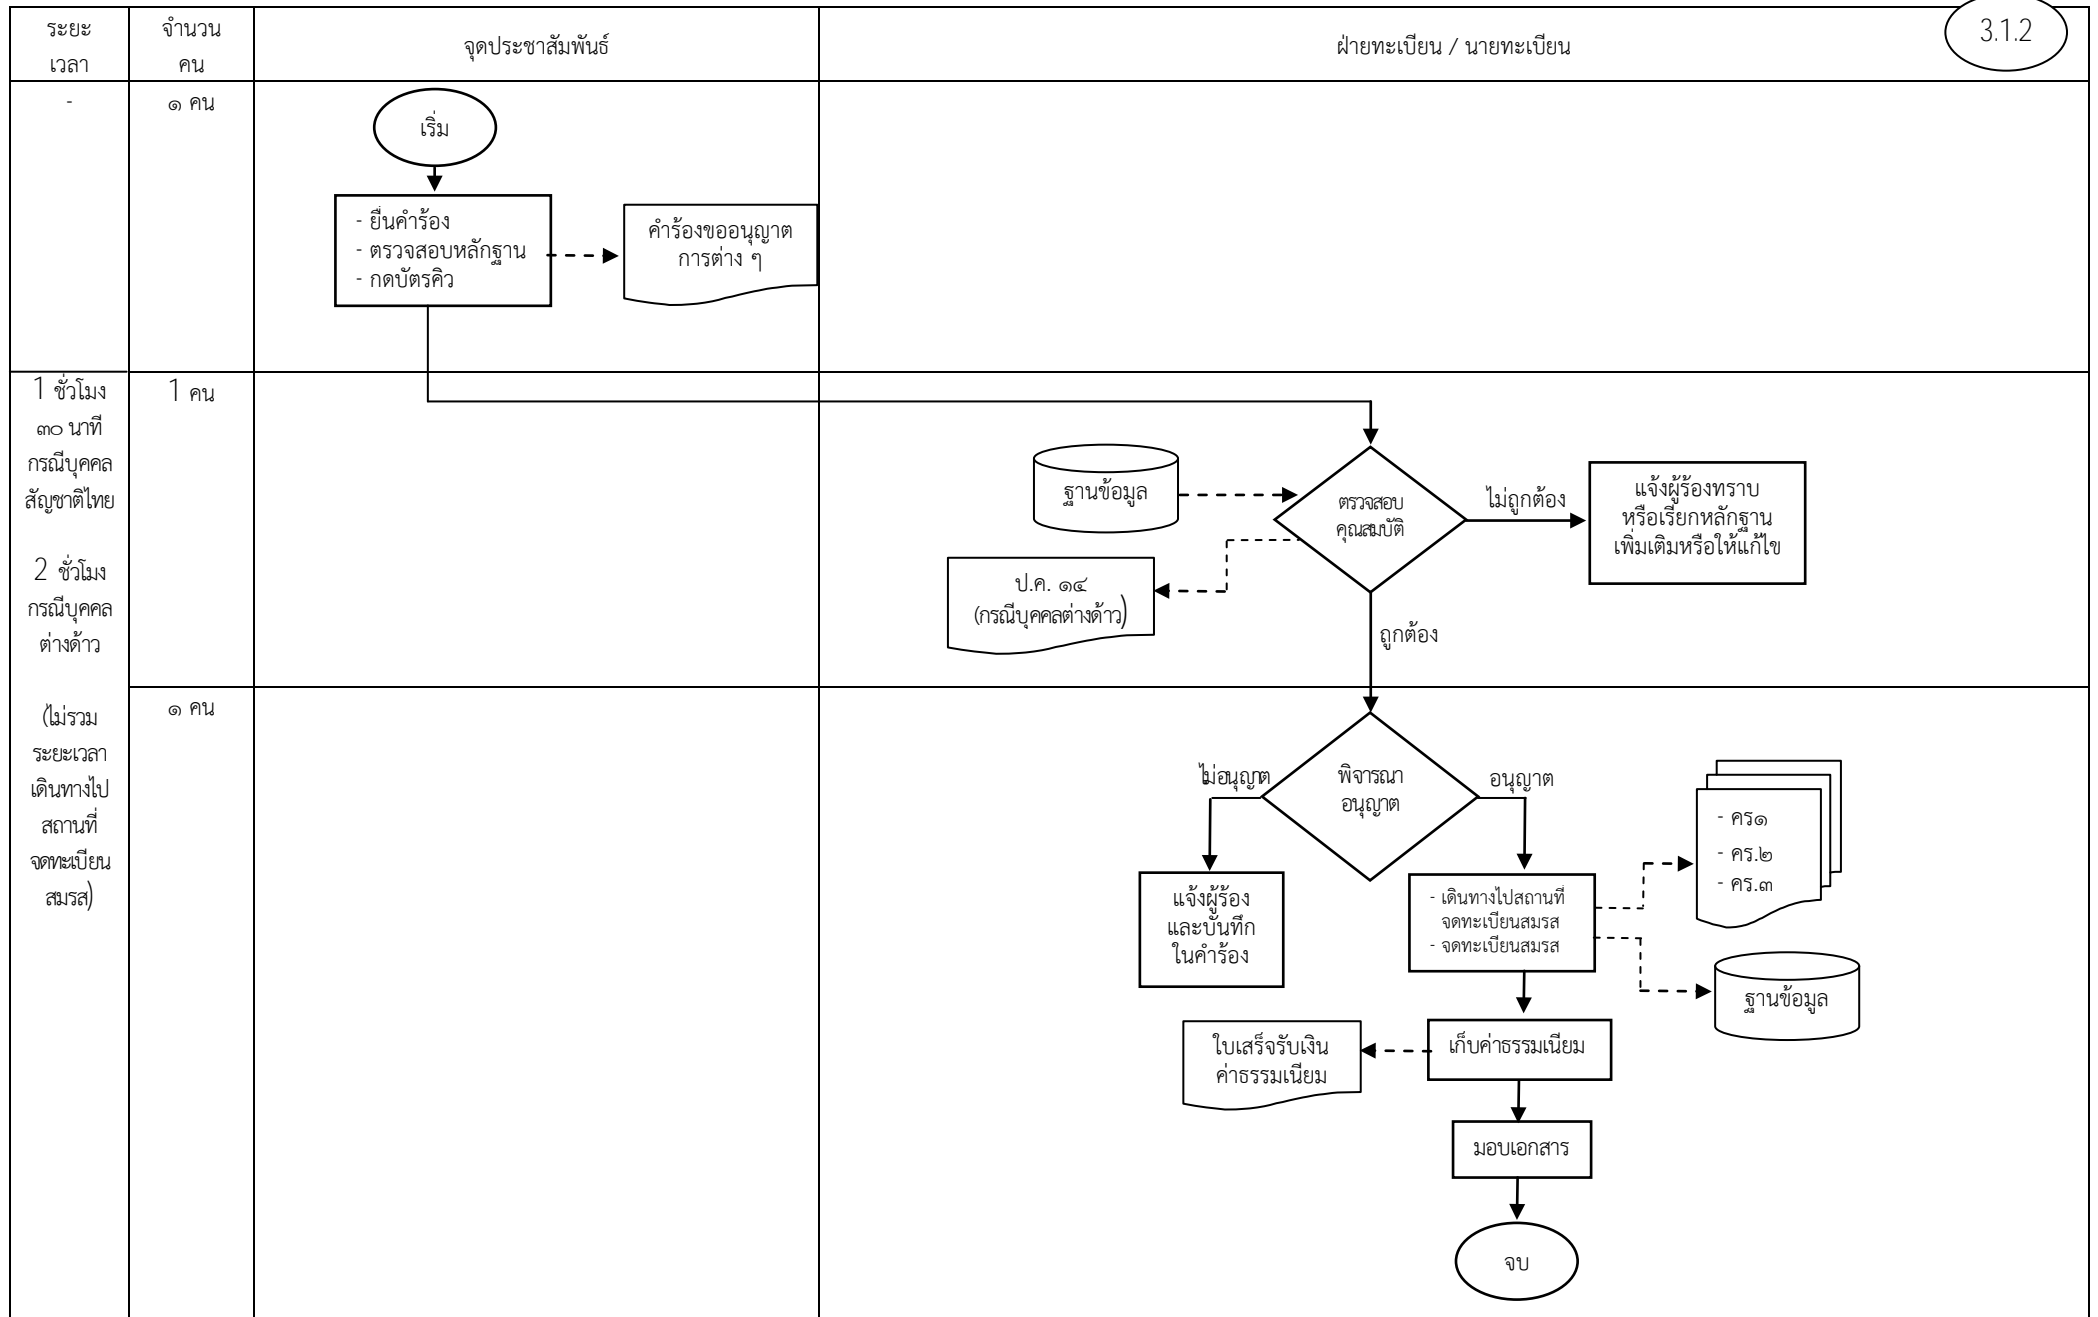 ระยะ
เวลา
จำนวน
คน
จุดประชาสัมพันธ์
ฝ่ายทะเบียน / นายทะเบียน
3.1.2
-
๑ คน
เริ่ม
- ยื่นคำร้อง
- ตรวจสอบหลักฐาน
- กดบัตรคิว
คำร้องขออนุญาต
การต่าง ๆ
1 ชั่วโมง
๓๐ นาที
กรณีบุคคล
สัญชาติไทย
2 ชั่วโมง
กรณีบุคคล
ต่างด้าว
(ไม่รวม
ระยะเวลา
เดินทางไป
สถานที่
จดทะเบียน
สมรส)
1 คน
ฐานข้อมูล
ตรวจสอบ
คุณสมบัติ
ไม่ถูกต้อง
แจ้งผู้ร้องทราบ
หรือเรียกหลักฐาน
เพิ่มเติมหรือให้แก้ไข
ป.ค. ๑๔
(กรณีบุคคลต่างด้าว)
ถูกต้อง
๑ คน
ไม่อนุญาต
พิจารณา
อนุญาต
อนุญาต
- คร๑
- คร.๒
- คร.๓
แจ้งผู้ร้อง
และบันทึก
ในคำร้อง
- เดินทางไปสถานที่
จดทะเบียนสมรส
- จดทะเบียนสมรส
ฐานข้อมูล
ใบเสร็จรับเงิน
ค่าธรรมเนียม
เก็บค่าธรรมเนียม
มอบเอกสาร
จบ